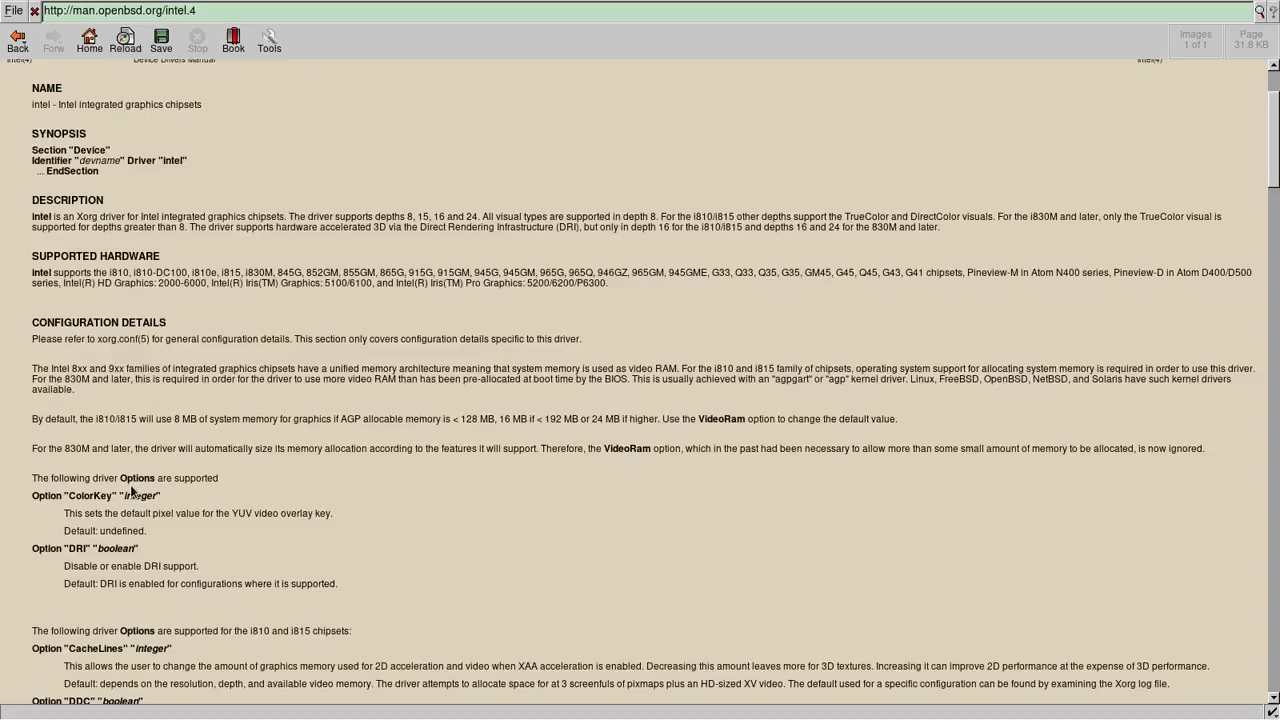 File http://man.openbsd.org/intel.4 ?
Back Forw Home Reload Save Stop Book Tools Images 1 of 1 Page 31.8 KB
intel(4) Device Drivers Manual intel(4)
NAME
intel - Intel integrated graphics chipsets
SYNOPSIS
Section "Device"
Identifier "devname" Driver "intel"
... EndSection
DESCRIPTION
intel is an Xorg driver for Intel integrated graphics chipsets. The driver supports depths 8, 15, 16 and 24. All visual types are supported in depth 8. For the i810/i815 other depths support the TrueColor and DirectColor visuals. For the i830M and later, only the TrueColor visual is
supported for depths greater than 8. The driver supports hardware accelerated 3D via the Direct Rendering Infrastructure (DRI), but only in depth 16 for the i810/i815 and depths 16 and 24 for the 830M and later.
SUPPORTED HARDWARE
intel supports the i810, i810-DC100, i810e, i815, i830M, 845G, 852GM, 855GM, 865G, 915G, 915GM, 945G, 945GM, 965G, 965Q, 946GZ, 965GM, 945GME, G33, Q33, Q35, G35, GM45, G45, Q45, G43, G41 chipsets, Pineview-M in Atom N400 series, Pineview-D in Atom D400/D500
series, Intel(R) HD Graphics: 2000-6000, Intel(R) Iris(TM) Graphics: 5100/6100, and Intel(R) Iris(TM) Pro Graphics: 5200/6200/P6300.
CONFIGURATION DETAILS
Please refer to xorg.conf(5) for general configuration details. This section only covers configuration details specific to this driver.
The Intel 8xx and 9xx families of integrated graphics chipsets have a unified memory architecture meaning that system memory is used as video RAM. For the i810 and i815 family of chipsets, operating system support for allocating system memory is required in order to use this driver.
For the 830M and later, this is required in order for the driver to use more video RAM than has been pre-allocated at boot time by the BIOS. This is usually achieved with an "agpgart" or "agp" kernel driver. Linux, FreeBSD, OpenBSD, NetBSD, and Solaris have such kernel drivers
available.
By default, the i810/i815 will use 8 MB of system memory for graphics if AGP allocable memory is < 128 MB, 16 MB if < 192 MB or 24 MB if higher. Use the VideoRam option to change the default value.
For the 830M and later, the driver will automatically size its memory allocation according to the features it will support. Therefore, the VideoRam option, which in the past had been necessary to allow more than some small amount of memory to be allocated, is now ignored.
The following driver Options are supported
Option "ColorKey" "integer"
This sets the default pixel value for the YUV video overlay key.
Default: undefined.
Option "DRI" "boolean"
Disable or enable DRI support.
Default: DRI is enabled for configurations where it is supported.
The following driver Options are supported for the i810 and i815 chipsets:
Option "CacheLines" "integer"
This allows the user to change the amount of graphics memory used for 2D acceleration and video when XAA acceleration is enabled. Decreasing this amount leaves more for 3D textures. Increasing it can improve 2D performance at the expense of 3D performance.
Default: depends on the resolution, depth, and available video memory. The driver attempts to allocate space for at 3 screenfuls of pixmaps plus an HD-sized XV video. The default used for a specific configuration can be found by examining the Xorg log file.
Option "DDC" "boolean"